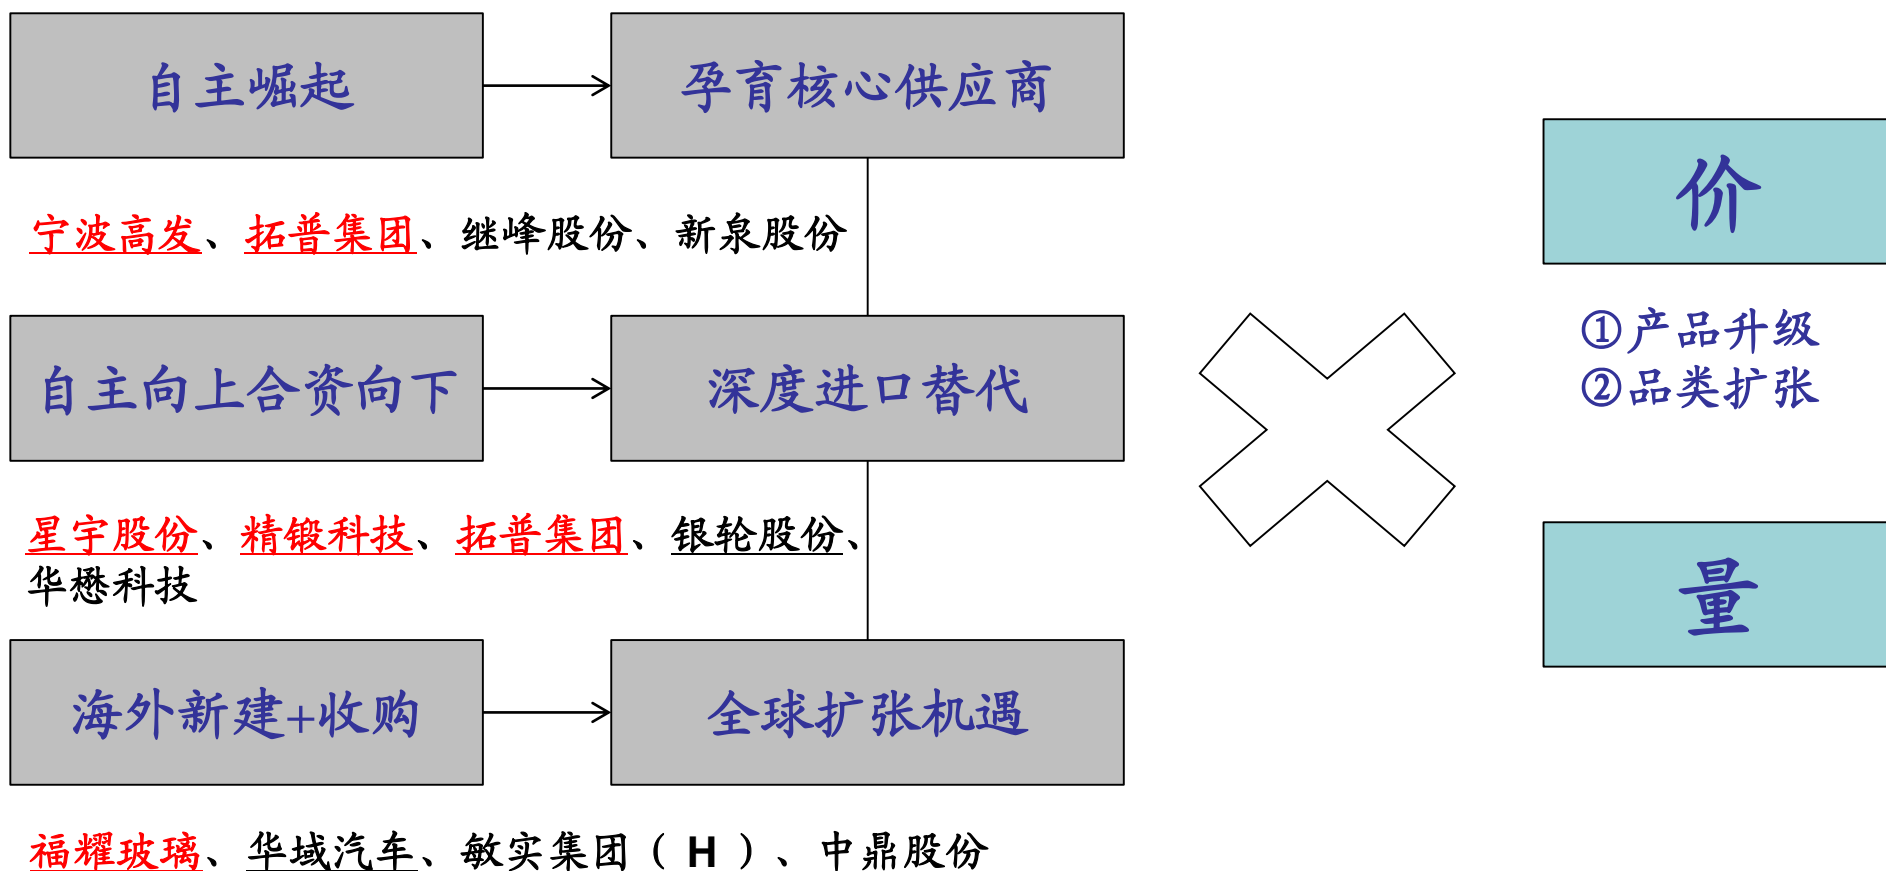 自主崛起
孕育核心供应商
宁波高发、拓普集团、继峰股份、新泉股份
自主向上合资向下
深度进口替代
星宇股份、精锻科技、拓普集团、银轮股份、
华懋科技
海外新建+收购
全球扩张机遇
福耀玻璃、华域汽车、敏实集团（ H ）、中鼎股份
价
①产品升级
②品类扩张
量